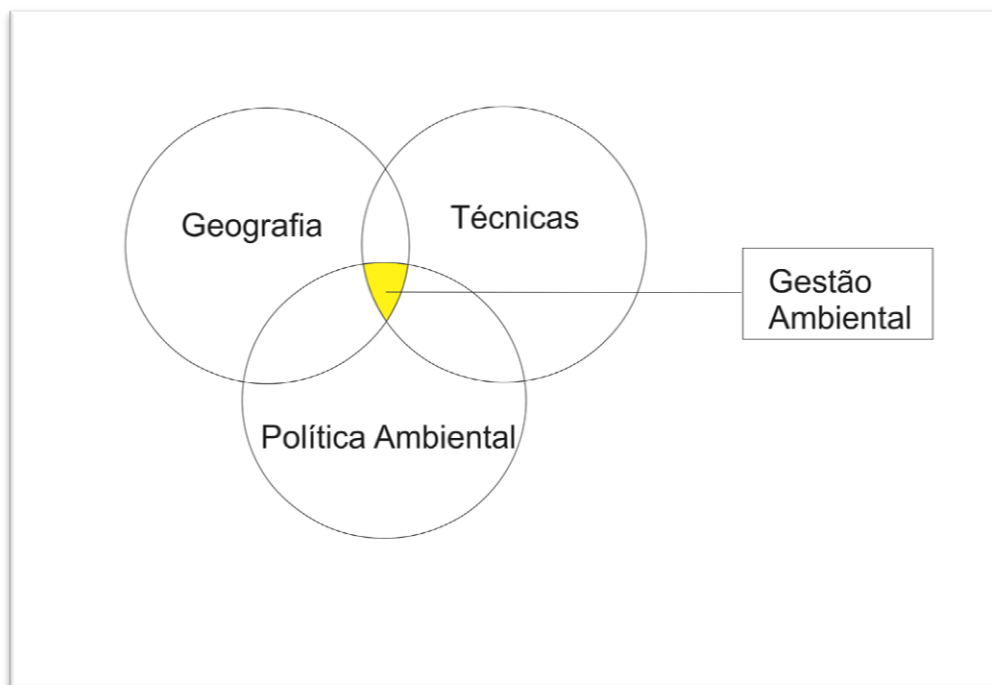 Geografia
Técnicas
Gestão
Ambiental
Política Ambiental